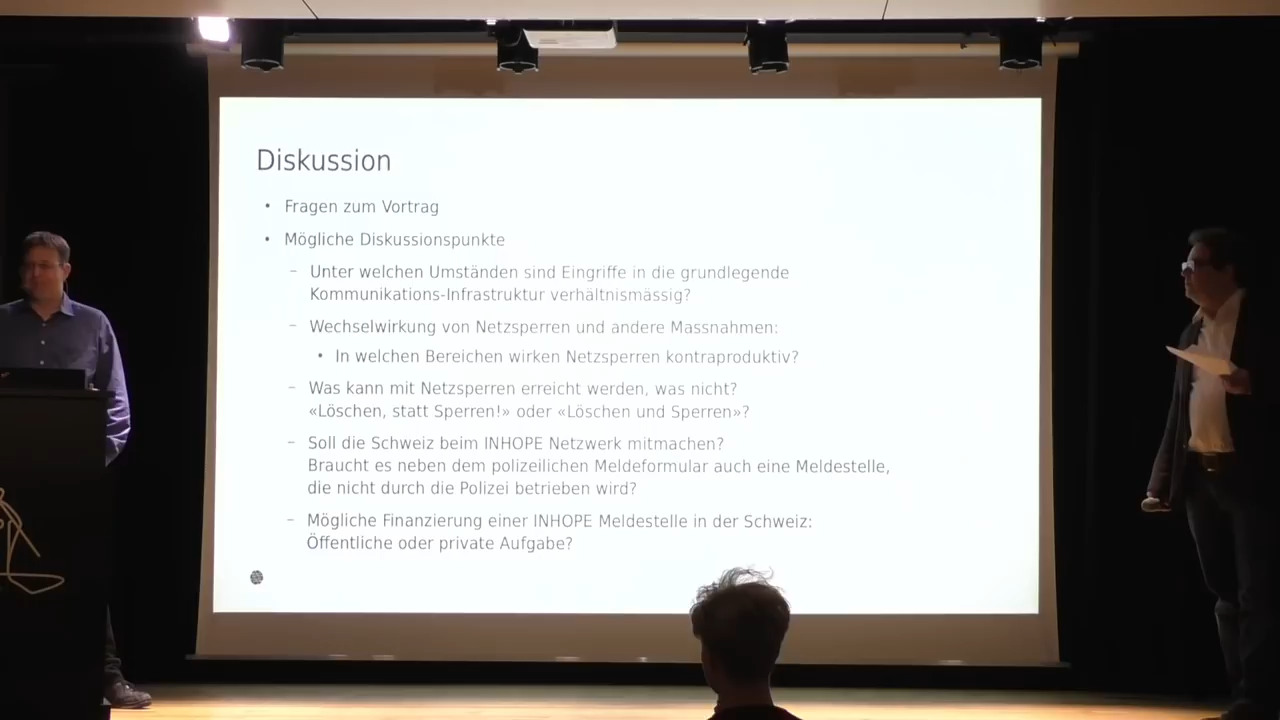 Diskussion
• Fragen zum Vortrag
• Mögliche Diskussionspunkte
– Unter welchen Umständen sind Eingriffe in die grundlegende
Kommunikations-Infrastruktur verhältnismässig?
– Wechselwirkung von Netzsperren und andere Massnahmen:
• In welchen Bereichen wirken Netzsperren kontraproduktiv?
– Was kann mit Netzsperren erreicht werden, was nicht?
«Löschen, statt Sperren!» oder «Löschen und Sperren»?
– Soll die Schweiz beim INHOPE Netzwerk mitmachen?
Braucht es neben dem polizeilichen Meldeformular auch eine Meldestelle,
die nicht durch die Polizei betrieben wird?
– Mögliche Finanzierung einer INHOPE Meldestelle in der Schweiz:
Öffentliche oder private Aufgabe?